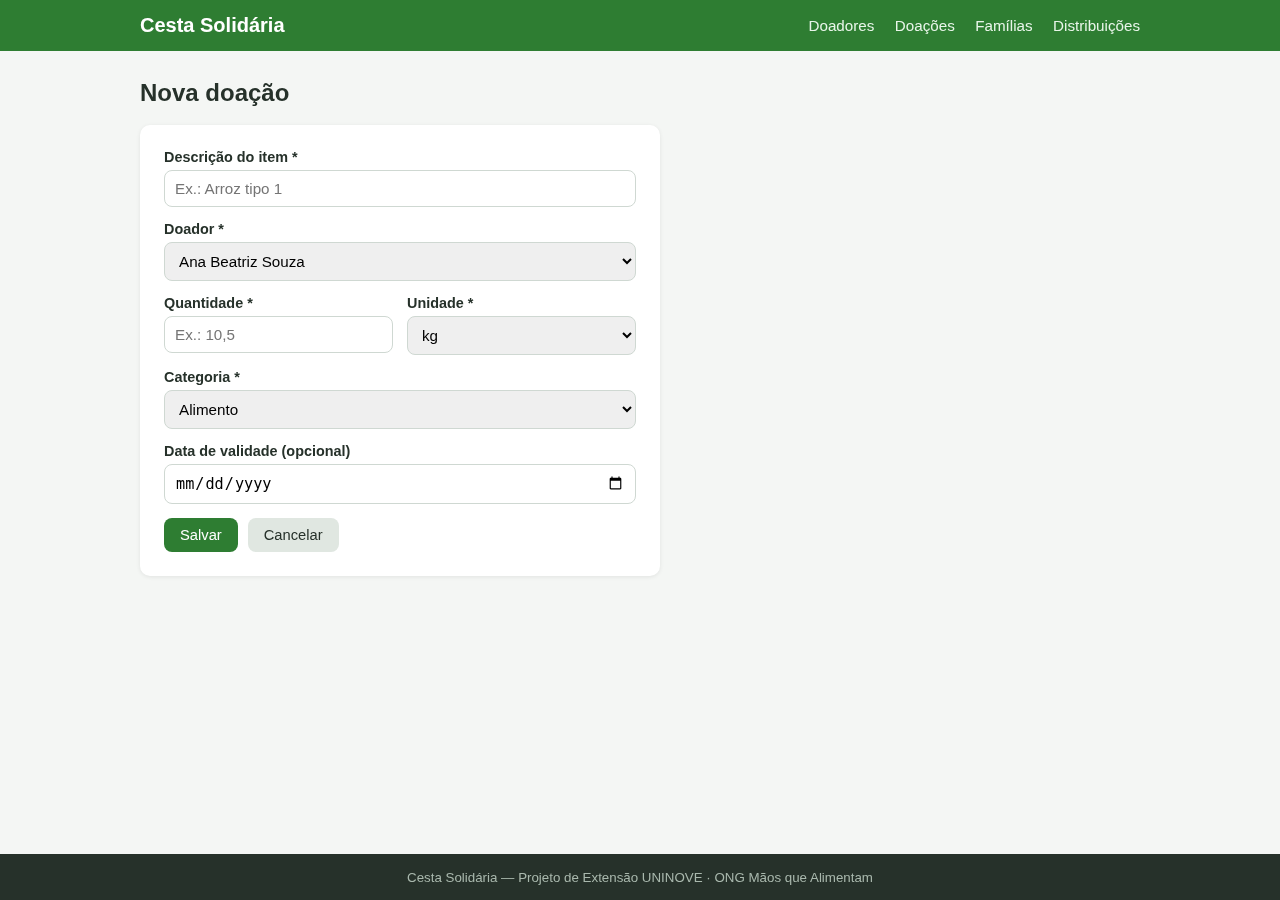 Cesta Solidária
Doadores Doações Famílias Distribuições
Nova doação
Descrição do item *
Ex.: Arroz tipo 1
Doador *
Ana Beatriz Souza
Quantidade * Unidade *
Ex.: 10,5 kg
Categoria *
Alimento
Data de validade (opcional)
mm/dd/yyyy
Salvar Cancelar
Cesta Solidária — Projeto de Extensão UNINOVE · ONG Mãos que Alimentam